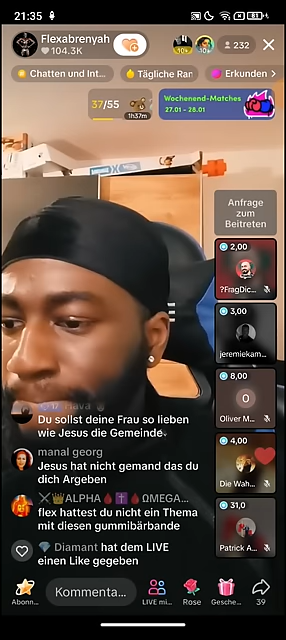 21:35
81
Flexabrenyah
104.3K
232
Chatten und Int...
Tägliche Ran
Erkunden
37/55
1h37m
Wochenend-Matches
27.01 - 28.01
Anfrage
zum
Beitreten
2,00
?FragDic...
3,00
jeremiekam...
8,00
O
Oliver M...
4,00
Die Wah...
31,0
Patrick A...
Du sollst deine Frau so lieben
wie Jesus die Gemeinde.
manal georg
Jesus hat nicht gemand das du
dich Argeben
ALPHA ΩMEGA...
flex hattest du nicht ein Thema
mit diesen gummibärbande
Diamant hat dem LIVE
einen Like gegeben
Abonn...
Kommenta...
LIVE mi...
Rose
Gesche...
39